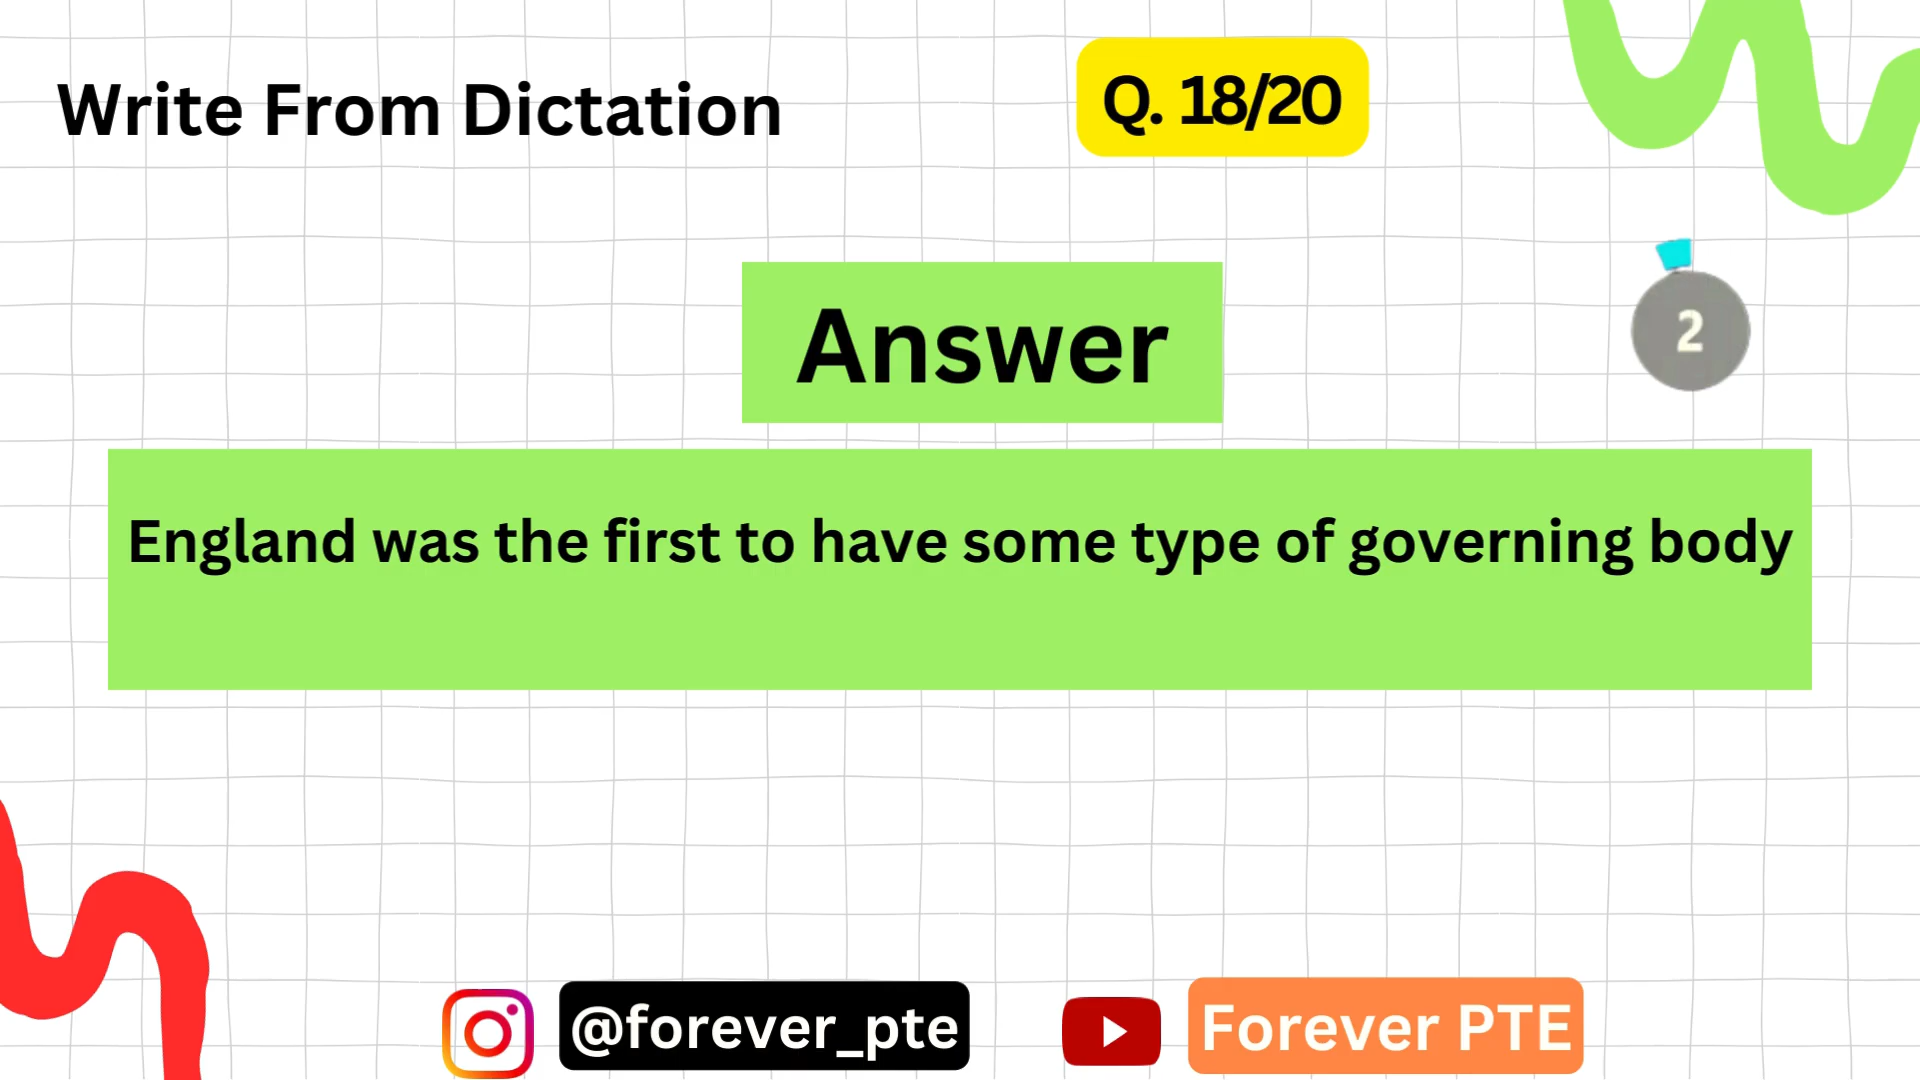 Write From Dictation
Q. 18/20
Answer
2
England was the first to have some type of governing body
@forever_pte
Forever PTE